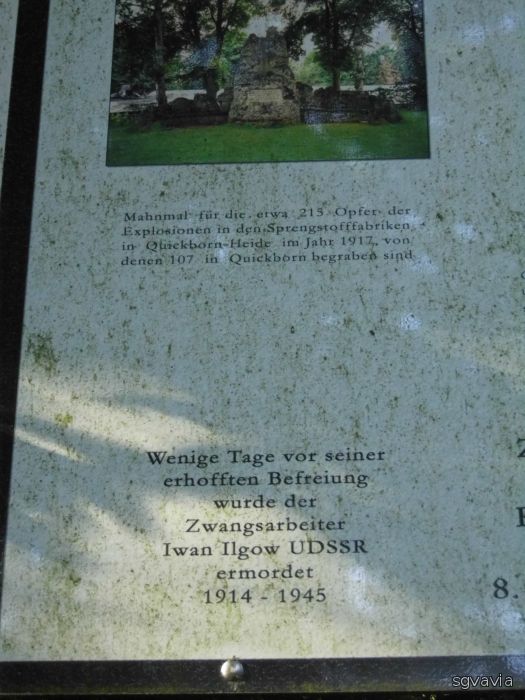 Mahnmal für die etwa 215 Opfer der
Explosionen in den Sprengstofffabriken
in Quickborn-Heide im Jahr 1917, von
denen 107 in Quickborn begraben sind
Wenige Tage vor seiner
erhofften Befreiung
wurde der
Zwangsarbeiter
Iwan Ilgow UDSSR
ermordet
1914 - 1945
8.
sgvavia